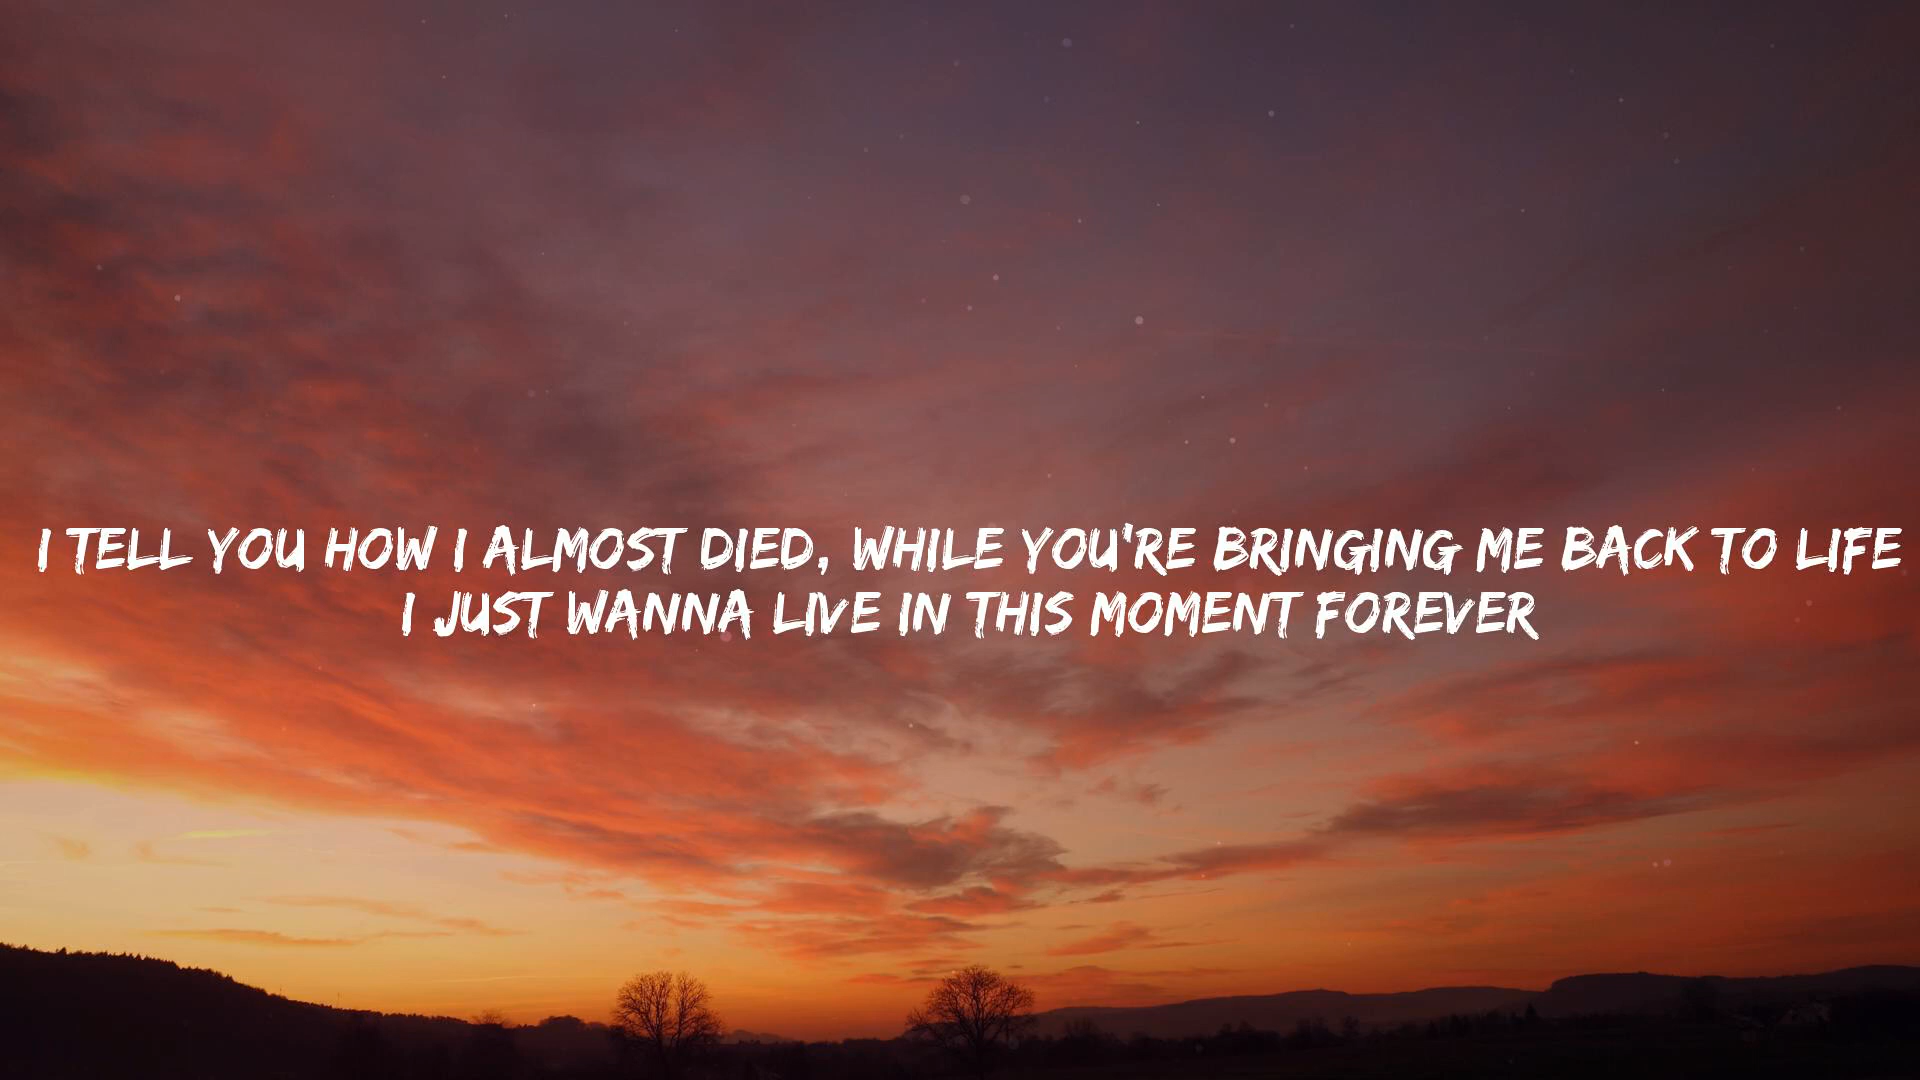 I TELL YOU HOW I ALMOST DIED, WHILE YOU'RE BRINGING ME BACK TO LIFE
I JUST WANNA LIVE IN THIS MOMENT FOREVER